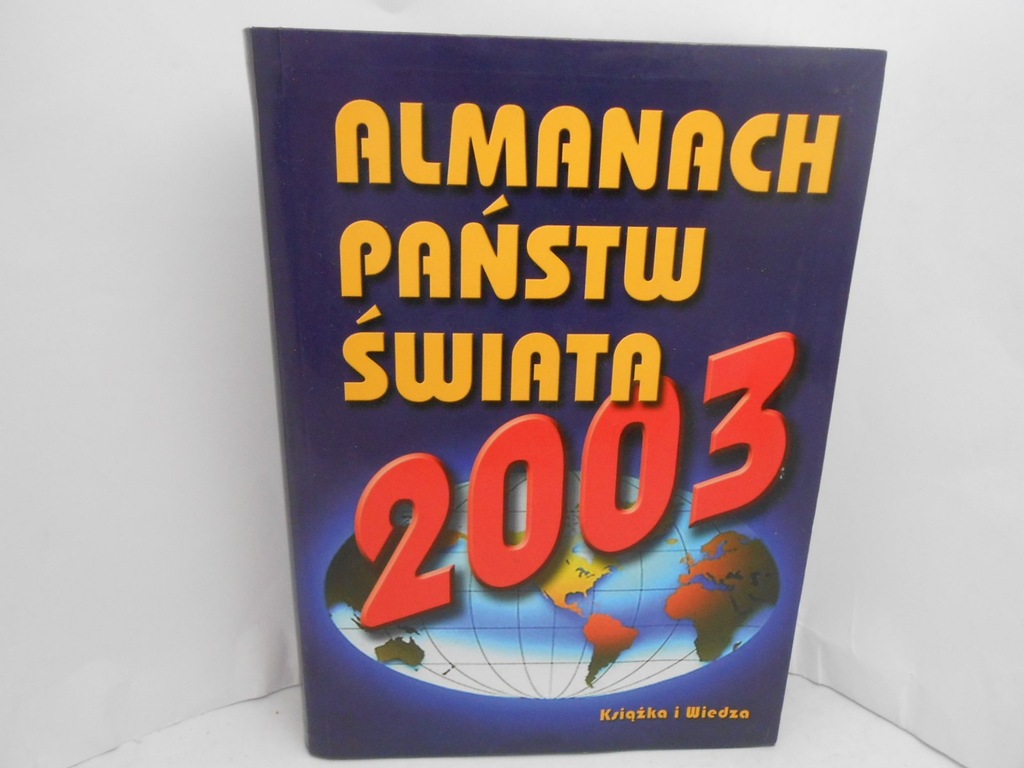 ALMANACH
PAŃSTW
ŚWIATA
2003
Książka i Wiedza